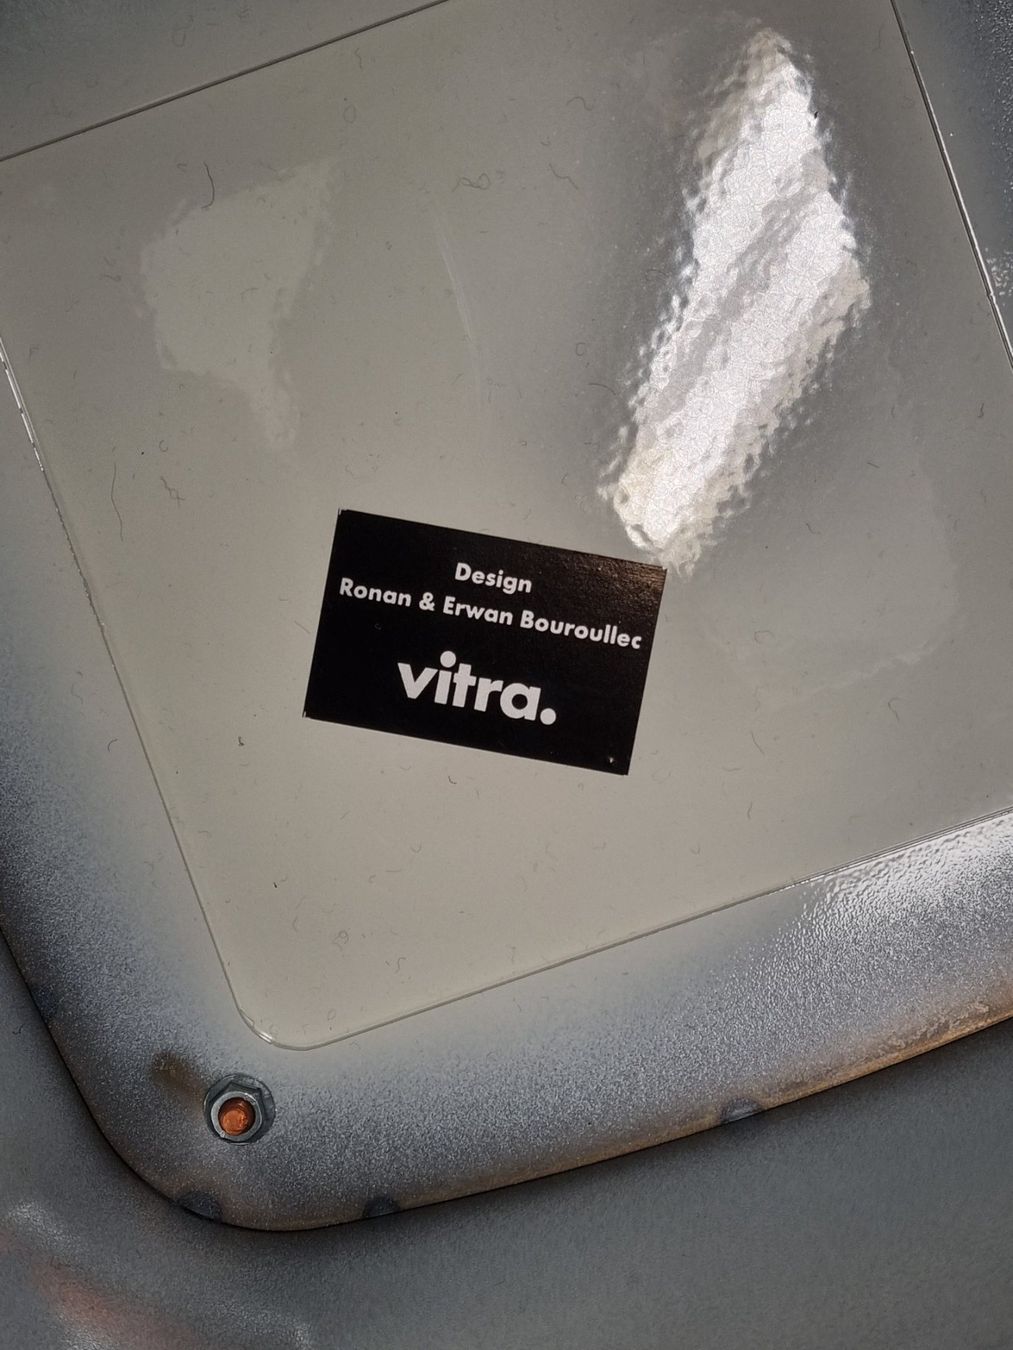 Design
Ronan & Erwan Bouroullec
vitra.